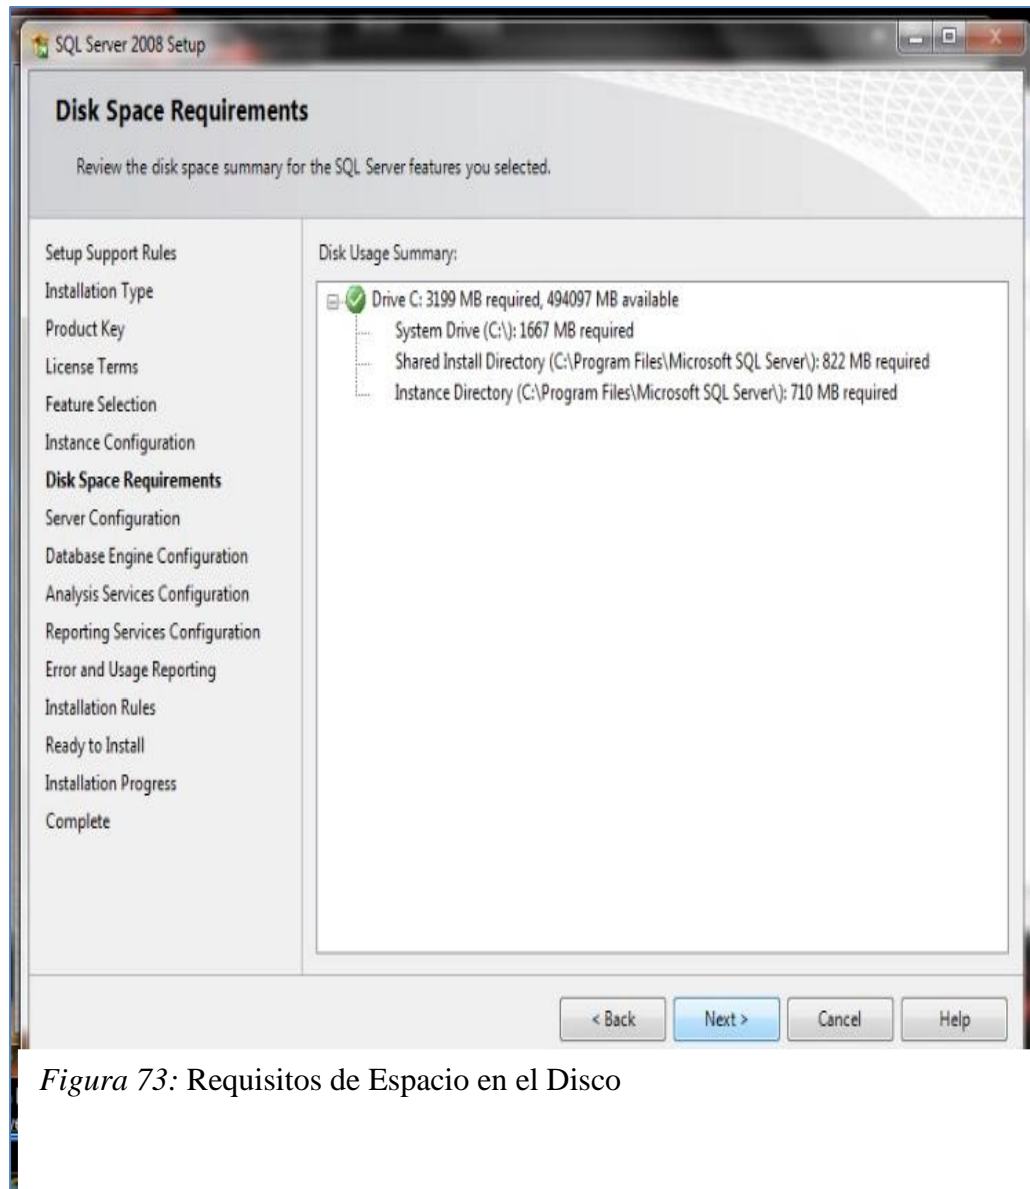 SQL Server 2008 Setup
Disk Space Requirements
Review the disk space summary for the SQL Server features you selected.
Setup Support Rules
Installation Type
Product Key
License Terms
Feature Selection
Instance Configuration
Disk Space Requirements
Server Configuration
Database Engine Configuration
Analysis Services Configuration
Reporting Services Configuration
Error and Usage Reporting
Installation Rules
Ready to Install
Installation Progress
Complete
Disk Usage Summary:
Drive C: 3199 MB required, 494097 MB available
System Drive (C:\): 1667 MB required
Shared Install Directory (C:\Program Files\Microsoft SQL Server\): 822 MB required
Instance Directory (C:\Program Files\Microsoft SQL Server\): 710 MB required
< Back
Next >
Cancel
Help
Figura 73: Requisitos de Espacio en el Disco